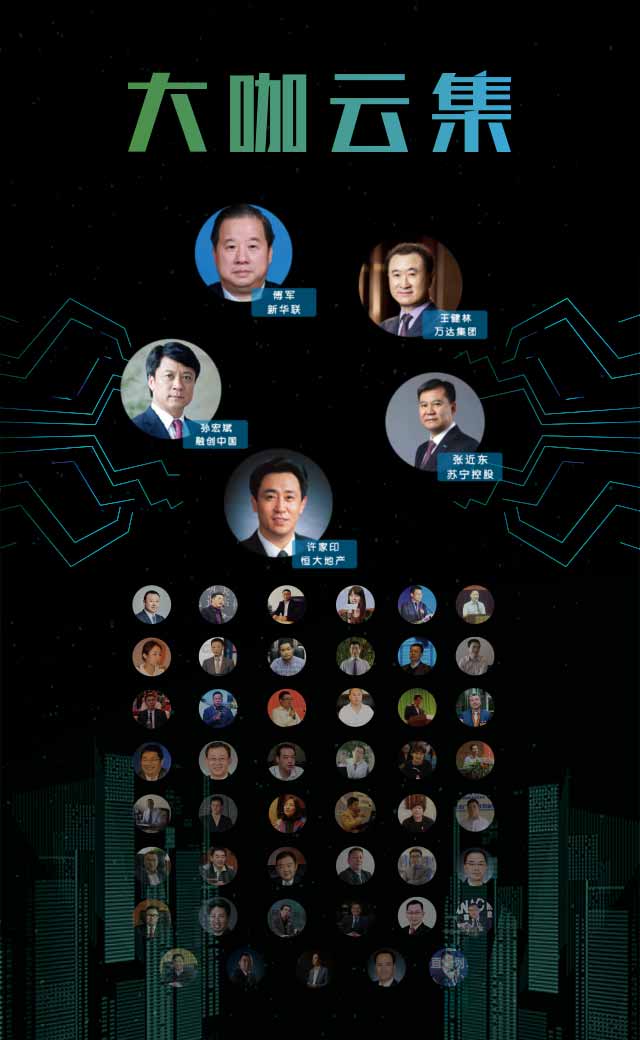 大咖云集
傅军
新华联
王健林
万达集团
孙宏斌
融创中国
张近东
苏宁控股
许家印
恒大地产